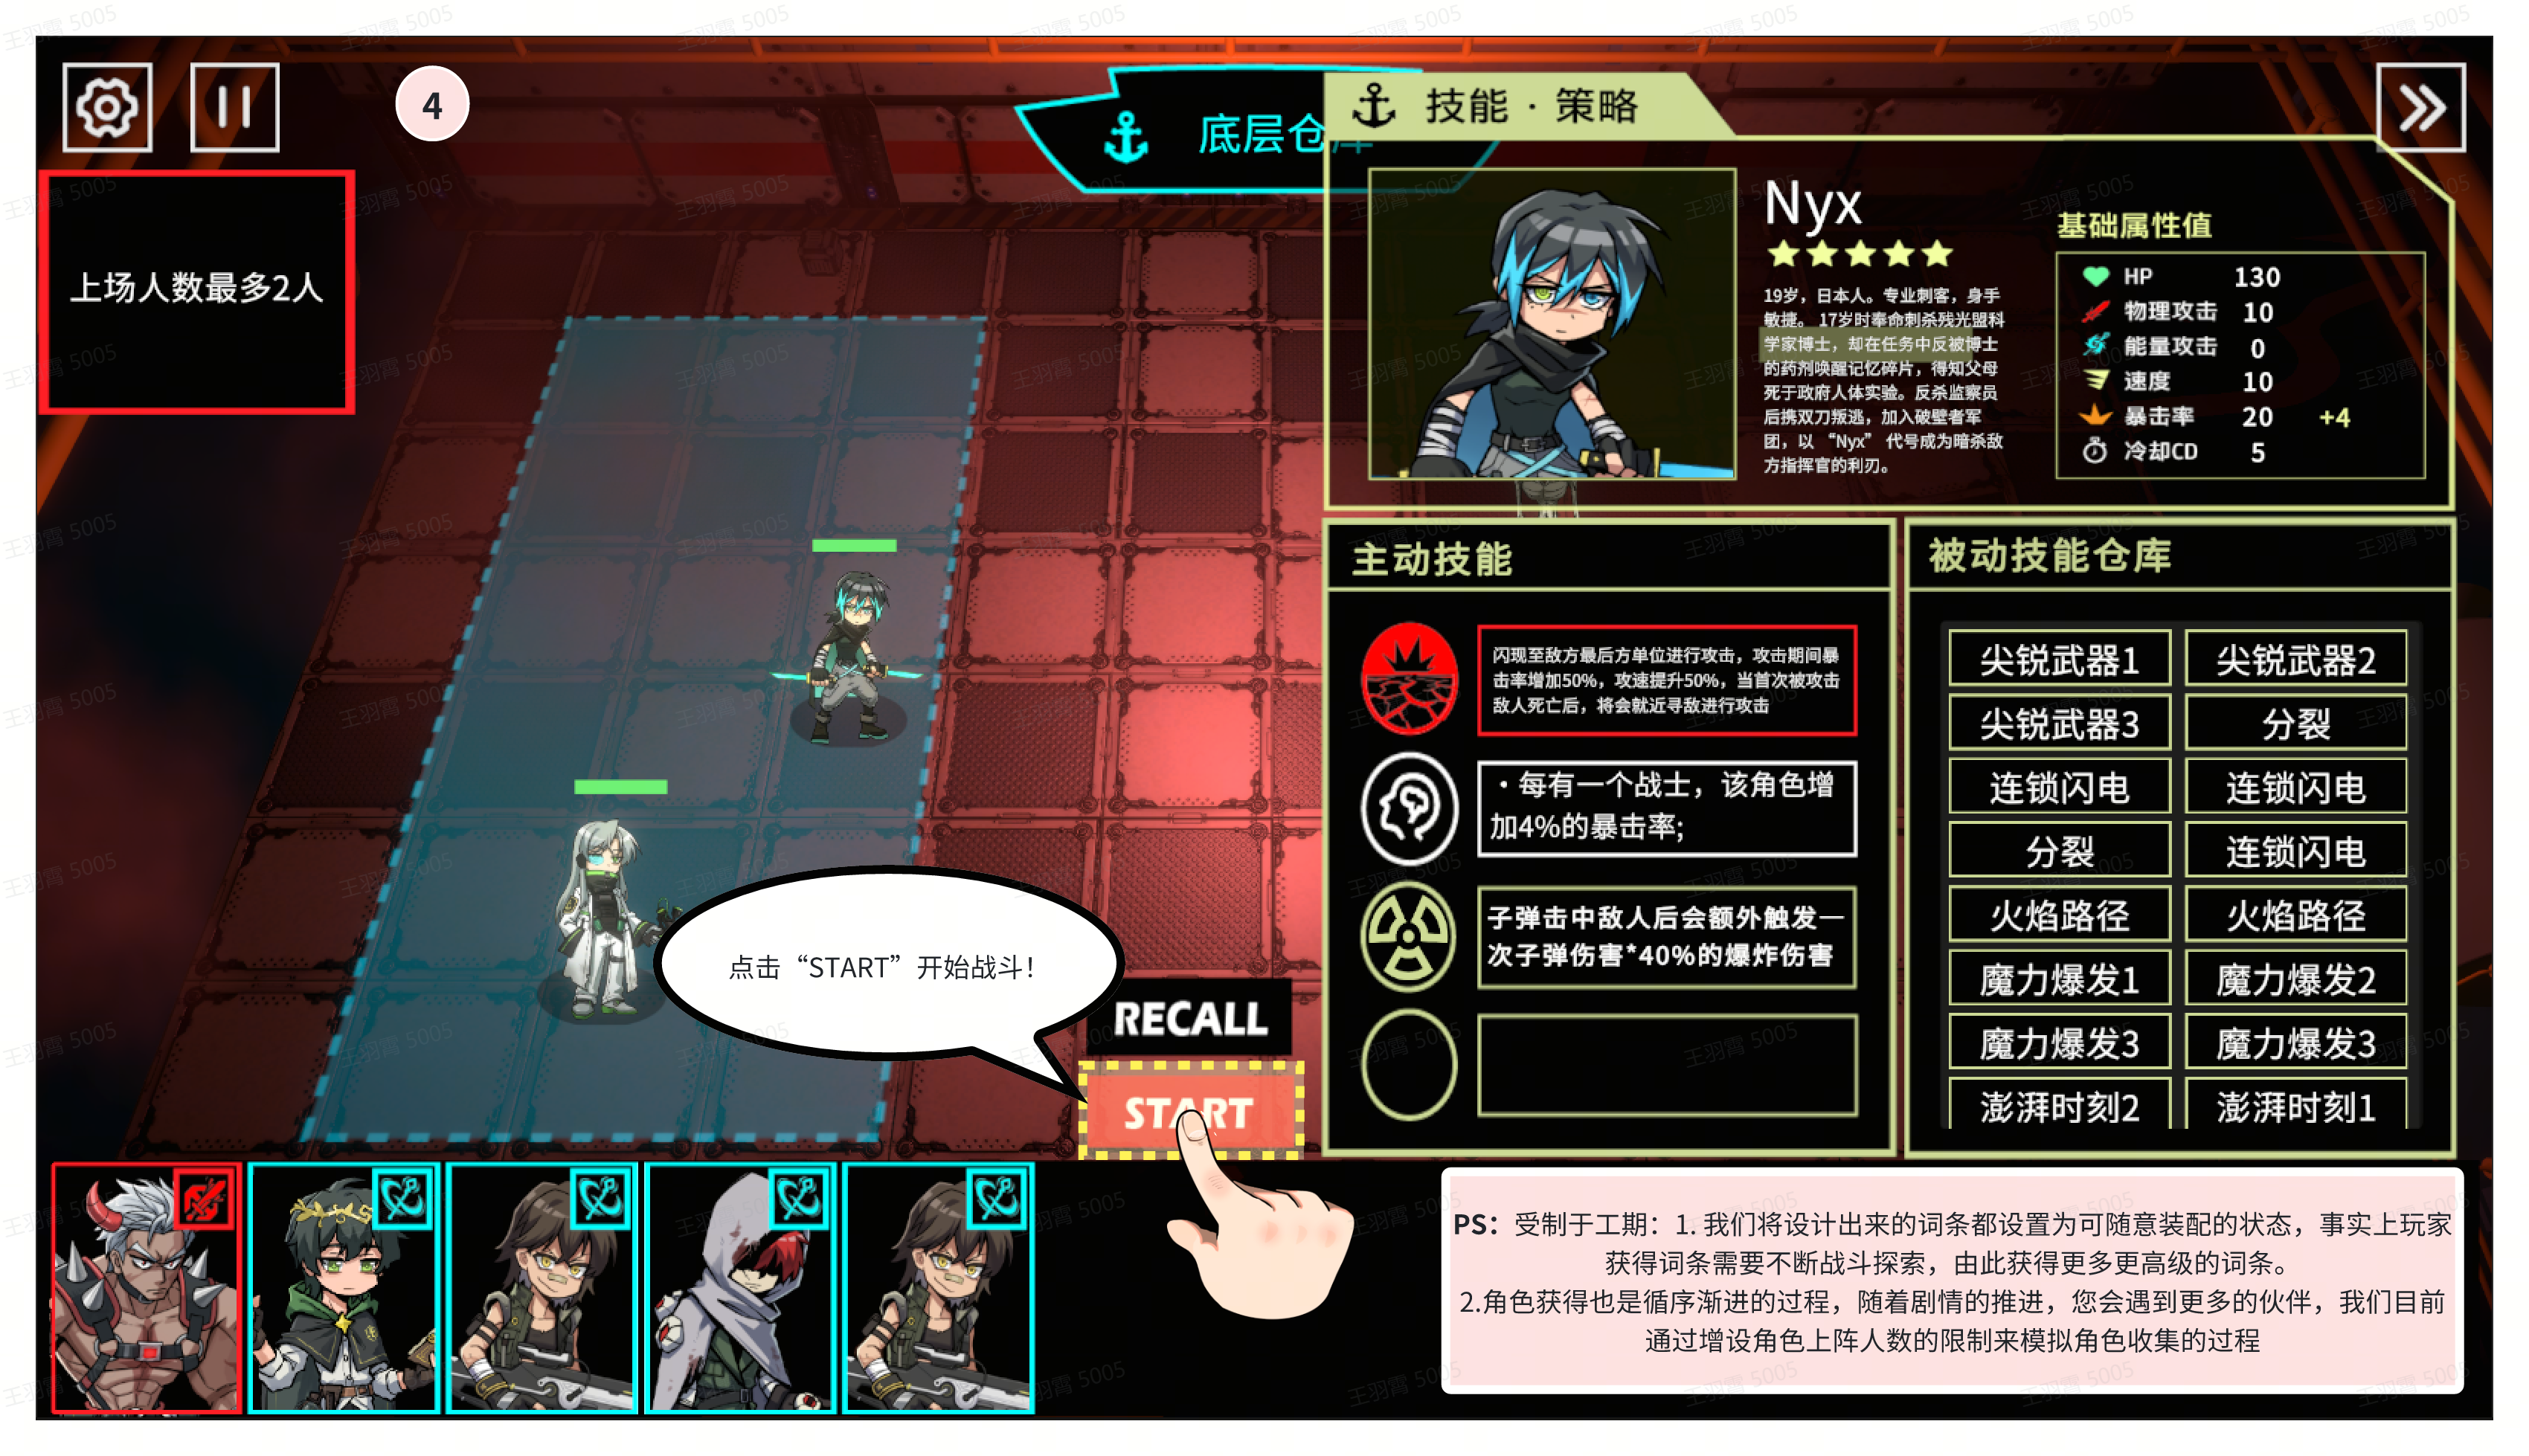 4
底层仓库
技能 · 策略
上场人数最多2人
Nyx
19岁，日本人。专业刺客，身手
敏捷。 17岁时奉命刺杀残光盟科
学家博士，却在任务中反被博士
的药剂唤醒记忆碎片，得知父母
死于政府人体实验。反杀监察员
后携双刀叛逃，加入破壁者军
团，以 “Nyx” 代号成为暗杀敌
方指挥官的利刃。
基础属性值
HP 130
物理攻击 10
能量攻击 0
速度 10
暴击率 20 +4
冷却CD 5
主动技能
闪现至敌方最后方单位进行攻击，攻击期间暴
击率增加50%，攻速提升50%，当首次被攻击
敌人死亡后，将会就近寻敌进行攻击
·每有一个战士，该角色增
加4%的暴击率;
子弹击中敌人后会额外触发一
次子弹伤害*40%的爆炸伤害
被动技能仓库
尖锐武器1 尖锐武器2
尖锐武器3 分裂
连锁闪电 连锁闪电
分裂 连锁闪电
火焰路径 火焰路径
魔力爆发1 魔力爆发2
魔力爆发3 魔力爆发3
澎湃时刻2 澎湃时刻1
点击“START”开始战斗！
RECALL
START
PS：受制于工期：1. 我们将设计出来的词条都设置为可随意装配的状态，事实上玩家
获得词条需要不断战斗探索，由此获得更多更高级的词条。
2.角色获得也是循序渐进的过程，随着剧情的推进，您会遇到更多的伙伴，我们目前
通过增设角色上阵人数的限制来模拟角色收集的过程
王羽霄 5005